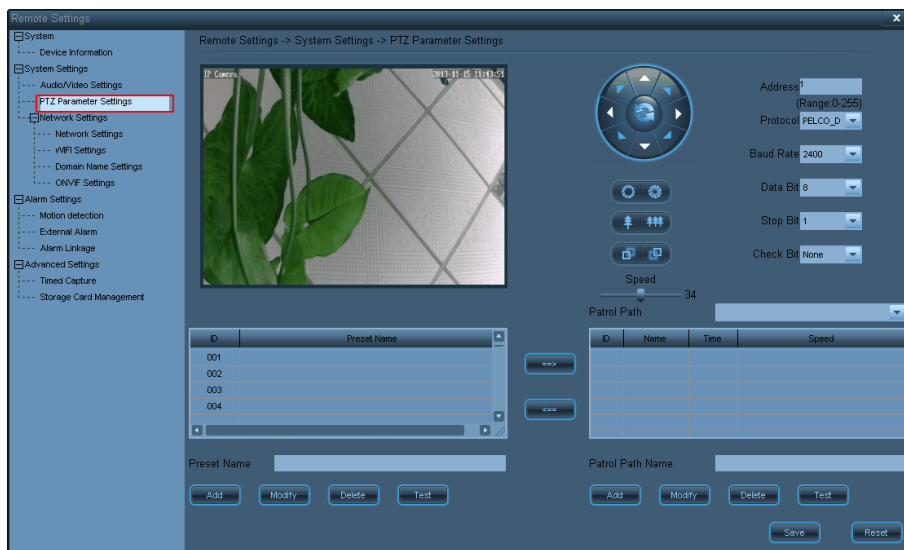 Remote Settings
x
System
Device Information
System Settings
Audio/Video Settings
PTZ Parameter Settings
Network Settings
Network Settings
WIFI Settings
Domain Name Settings
ONVIF Settings
Alarm Settings
Motion detection
External Alarm
Alarm Linkage
Advanced Settings
Timed Capture
Storage Card Management
Remote Settings -> System Settings -> PTZ Parameter Settings
IP Camera 2013-11-15 11:43:51
Address 1
(Range:0-255)
Protocol PELCO_D
Baud Rate 2400
Data Bit 8
Stop Bit 1
Check Bit None
Speed
34
Patrol Path
ID Preset Name
001
002
003
004
==>
<==
ID Name Time Speed
Preset Name
Add Modify Delete Test
Patrol Path Name
Add Modify Delete Test
Save Reset